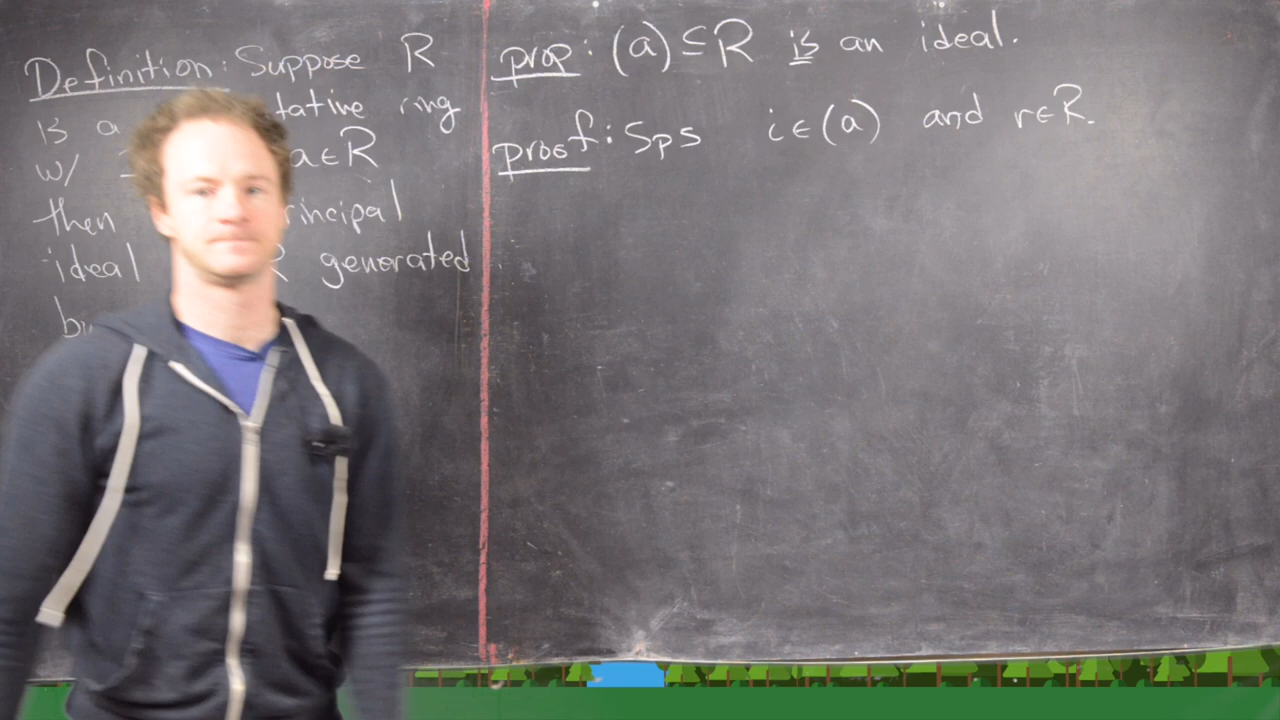 Definition: Suppose R
is a tative ring
w/ a∈R
then rincipal
ideal R generated
prop: (a)⊆R is an ideal.
proof: Sps i∈(a) and r∈R.